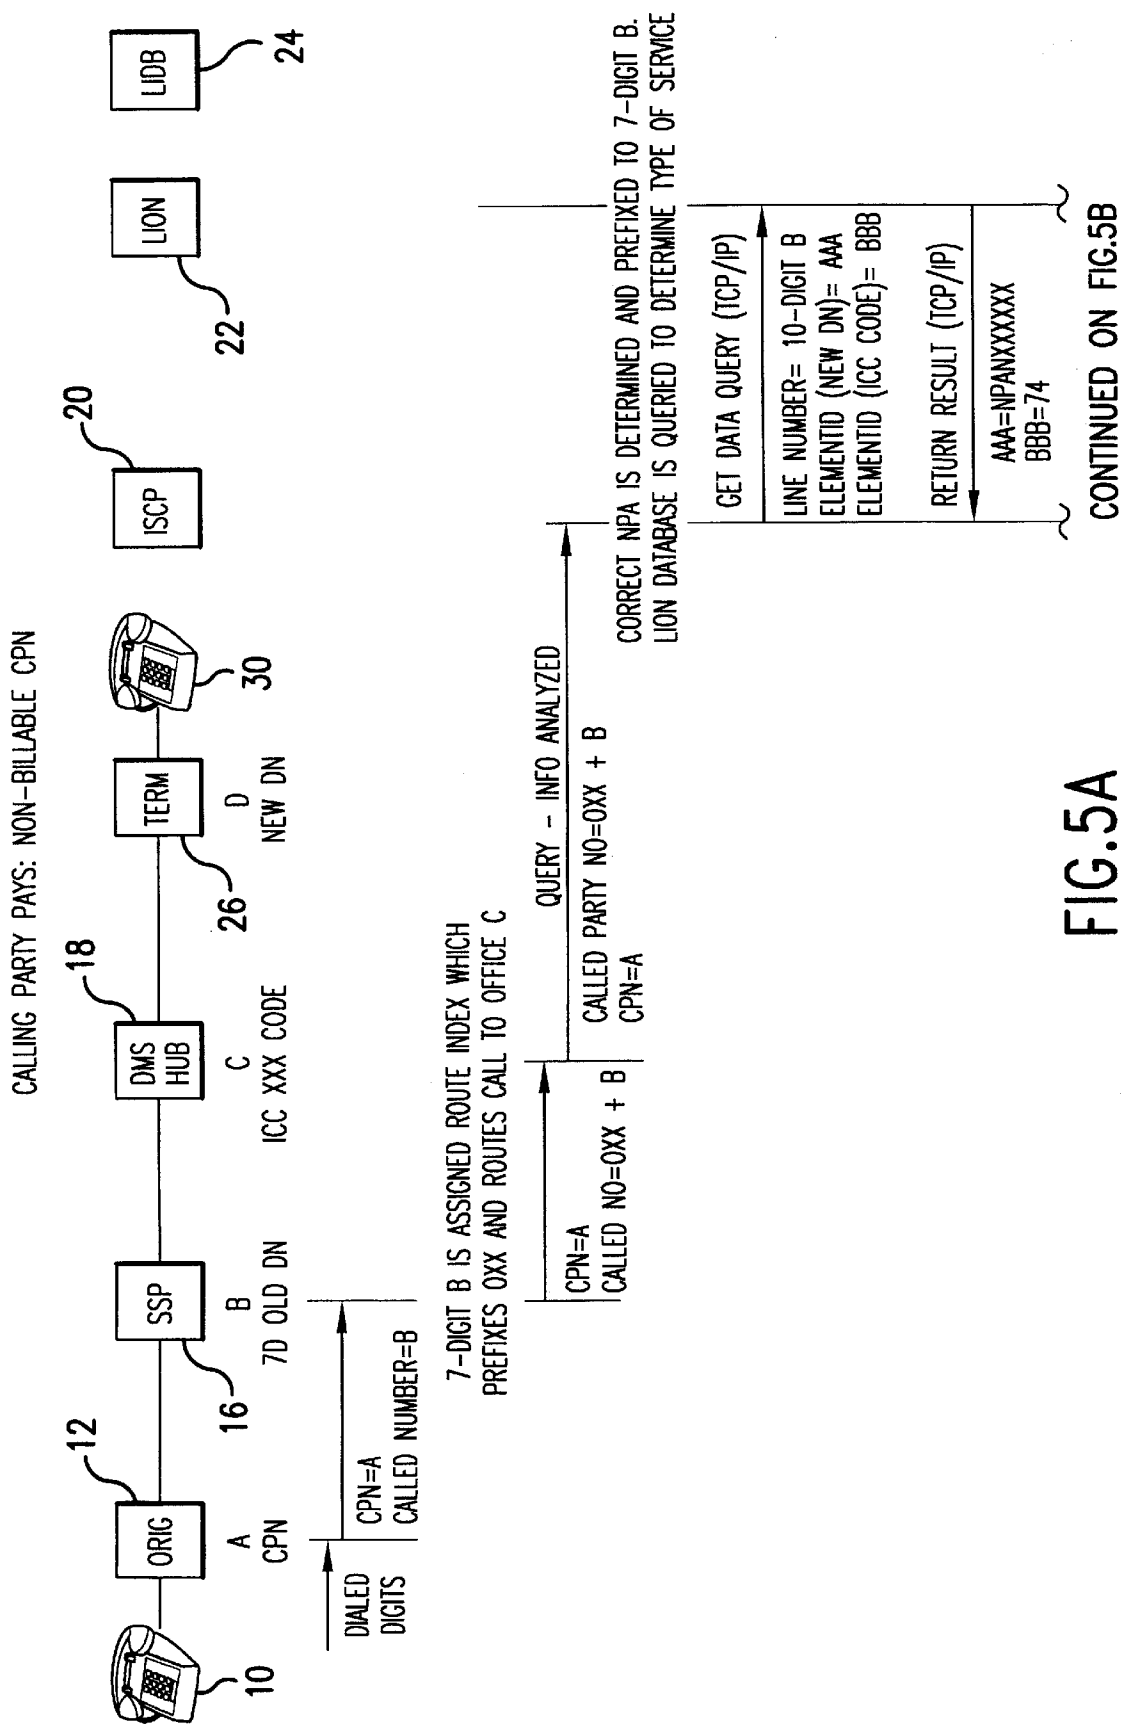 CALLING PARTY PAYS: NON-BILLABLE CPN
10
ORIG
12
A
CPN
SSP
16
B
7D OLD DN
DMS
HUB
18
C
ICC XXX CODE
TERM
26
D
NEW DN
30
ISCP
20
LION
22
LIDB
24
DIALED
DIGITS
CPN=A
CALLED NUMBER=B
7-DIGIT B IS ASSIGNED ROUTE INDEX WHICH
PREFIXES OXX AND ROUTES CALL TO OFFICE C
CPN=A
CALLED NO=OXX + B
QUERY - INFO ANALYZED
CALLED PARTY NO=OXX + B
CPN=A
CORRECT NPA IS DETERMINED AND PREFIXED TO 7-DIGIT B.
LION DATABASE IS QUERIED TO DETERMINE TYPE OF SERVICE
GET DATA QUERY (TCP/IP)
LINE NUMBER= 10-DIGIT B
ELEMENTID (NEW DN)= AAA
ELEMENTID (ICC CODE)= BBB
RETURN RESULT (TCP/IP)
AAA=NPANXXXXXX
BBB=74
CONTINUED ON FIG.5B
FIG.5A